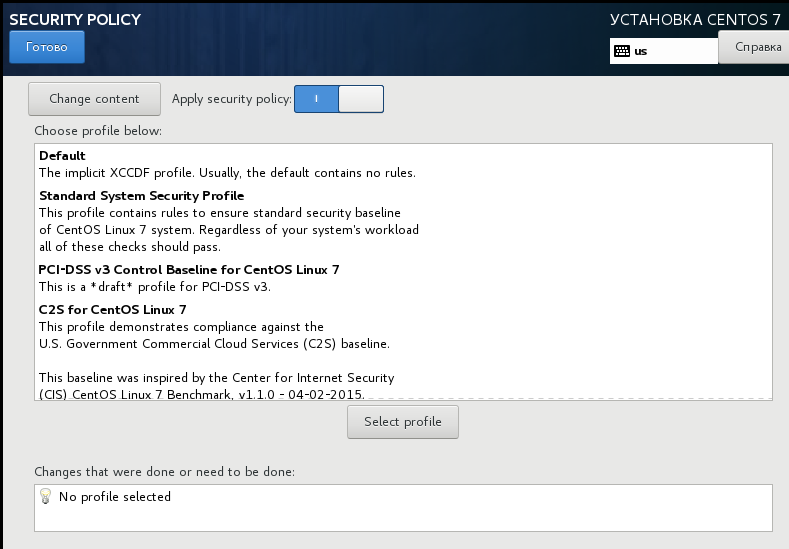 SECURITY POLICY
УСТАНОВКА CENTOS 7
Готово
us
Справка
Change content
Apply security policy:
I
Choose profile below:
Default
The implicit XCCDF profile. Usually, the default contains no rules.
Standard System Security Profile
This profile contains rules to ensure standard security baseline
of CentOS Linux 7 system. Regardless of your system's workload
all of these checks should pass.
PCI-DSS v3 Control Baseline for CentOS Linux 7
This is a *draft* profile for PCI-DSS v3.
C2S for CentOS Linux 7
This profile demonstrates compliance against the
U.S. Government Commercial Cloud Services (C2S) baseline.
This baseline was inspired by the Center for Internet Security
(CIS) CentOS Linux 7 Benchmark, v1.1.0 - 04-02-2015.
Select profile
Changes that were done or need to be done:
No profile selected